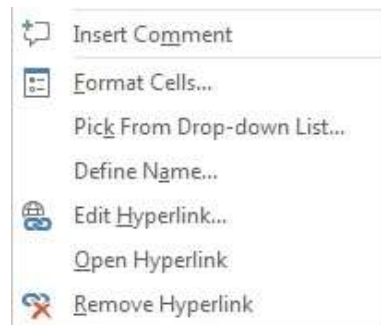 Insert Comment
Format Cells...
Pick From Drop-down List...
Define Name...
Edit Hyperlink...
Open Hyperlink
Remove Hyperlink